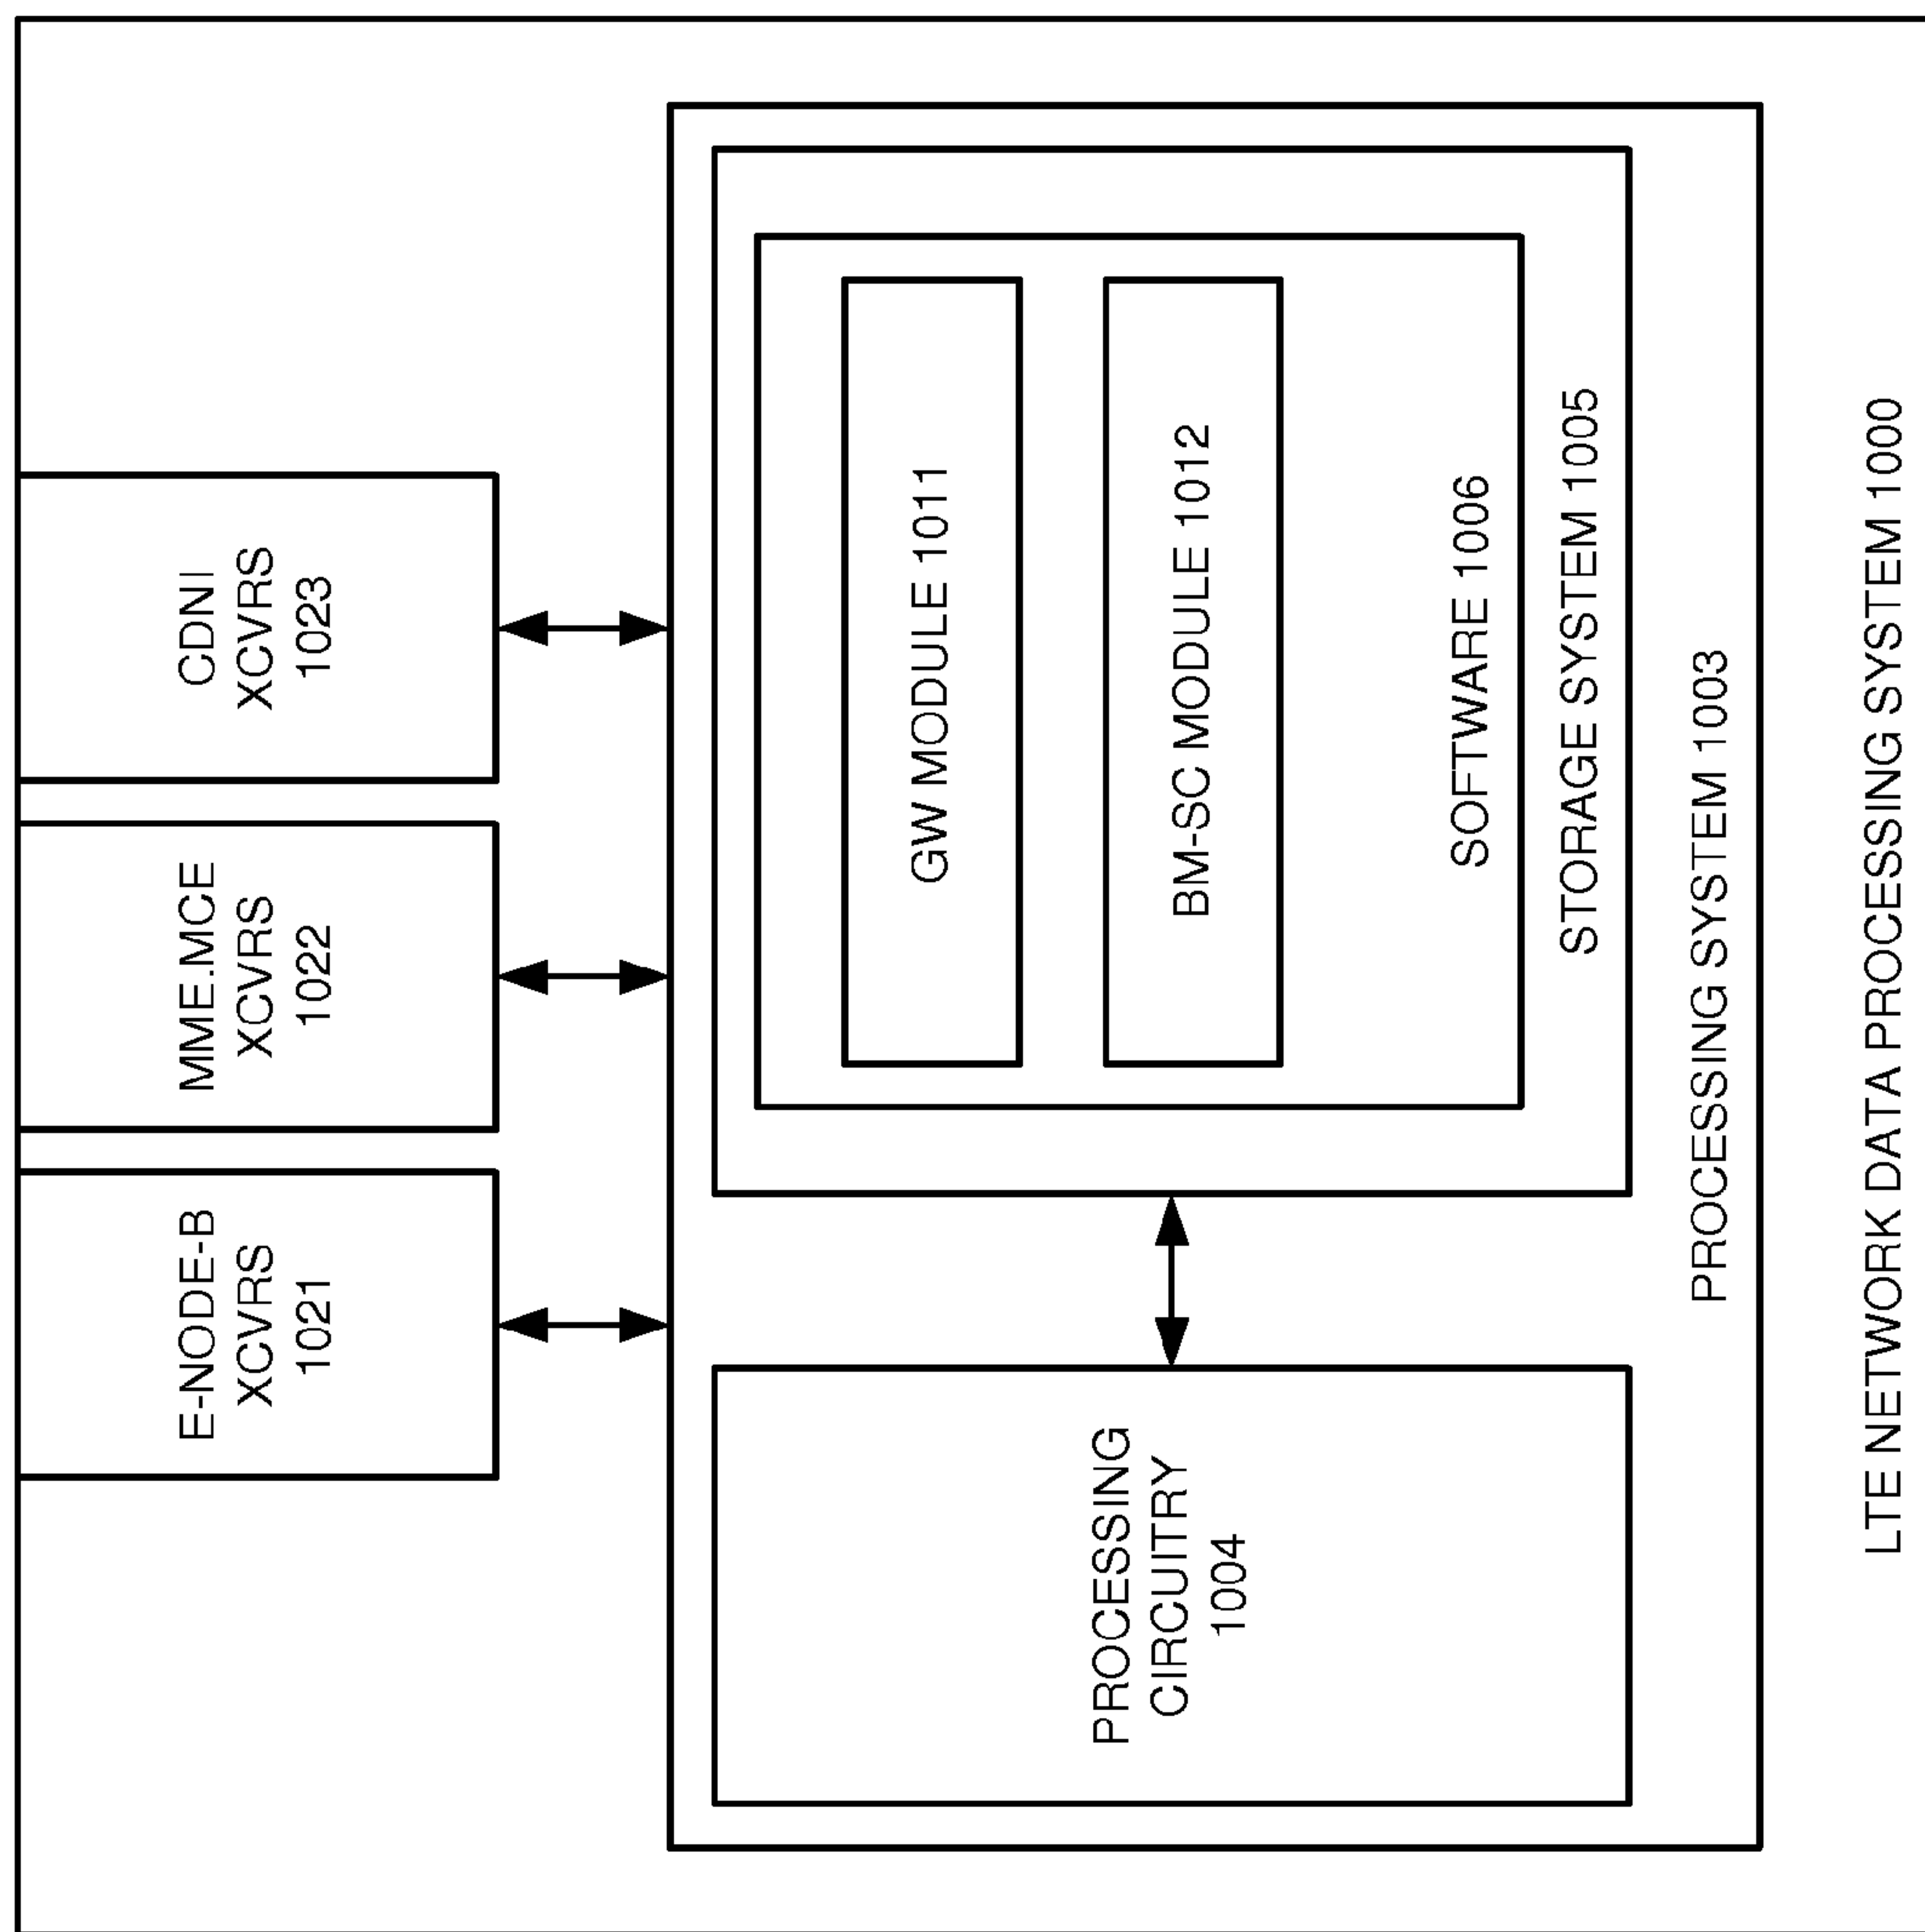 E-NODE-B
XCVRS
1021
MME.MCE
XCVRS
1022
CDNI
XCVRS
1023
PROCESSING
CIRCUITRY
1004
GW MODULE 1011
BM-SC MODULE 1012
SOFTWARE 1006
STORAGE SYSTEM 1005
PROCESSING SYSTEM 1003
LTE NETWORK DATA PROCESSING SYSTEM 1000